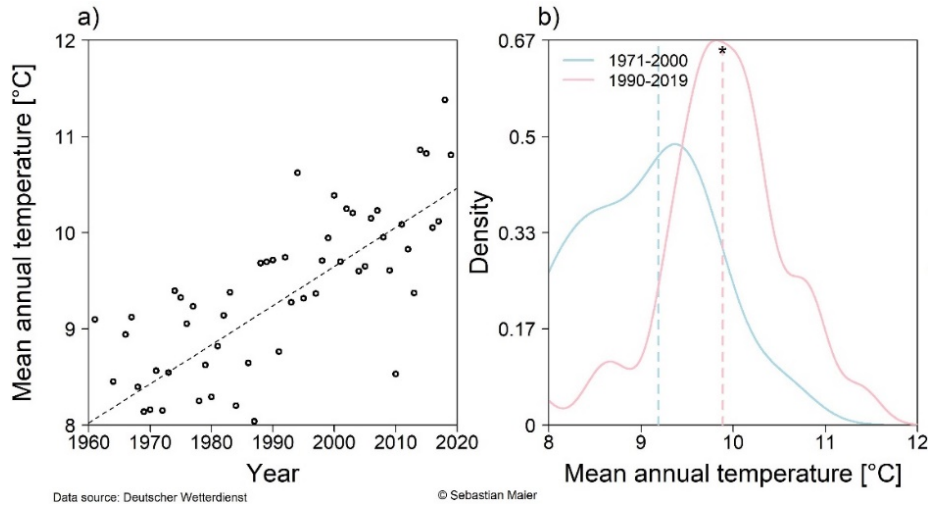 a)
Mean annual temperature [°C]
12
11
10
9
8
1960 1970 1980 1990 2000 2010 2020
Year
b)
Density
0.67
0.5
0.33
0.17
0
1971-2000
1990-2019
*
8 9 10 11 12
Mean annual temperature [°C]
Data source: Deutscher Wetterdienst
© Sebastian Maier